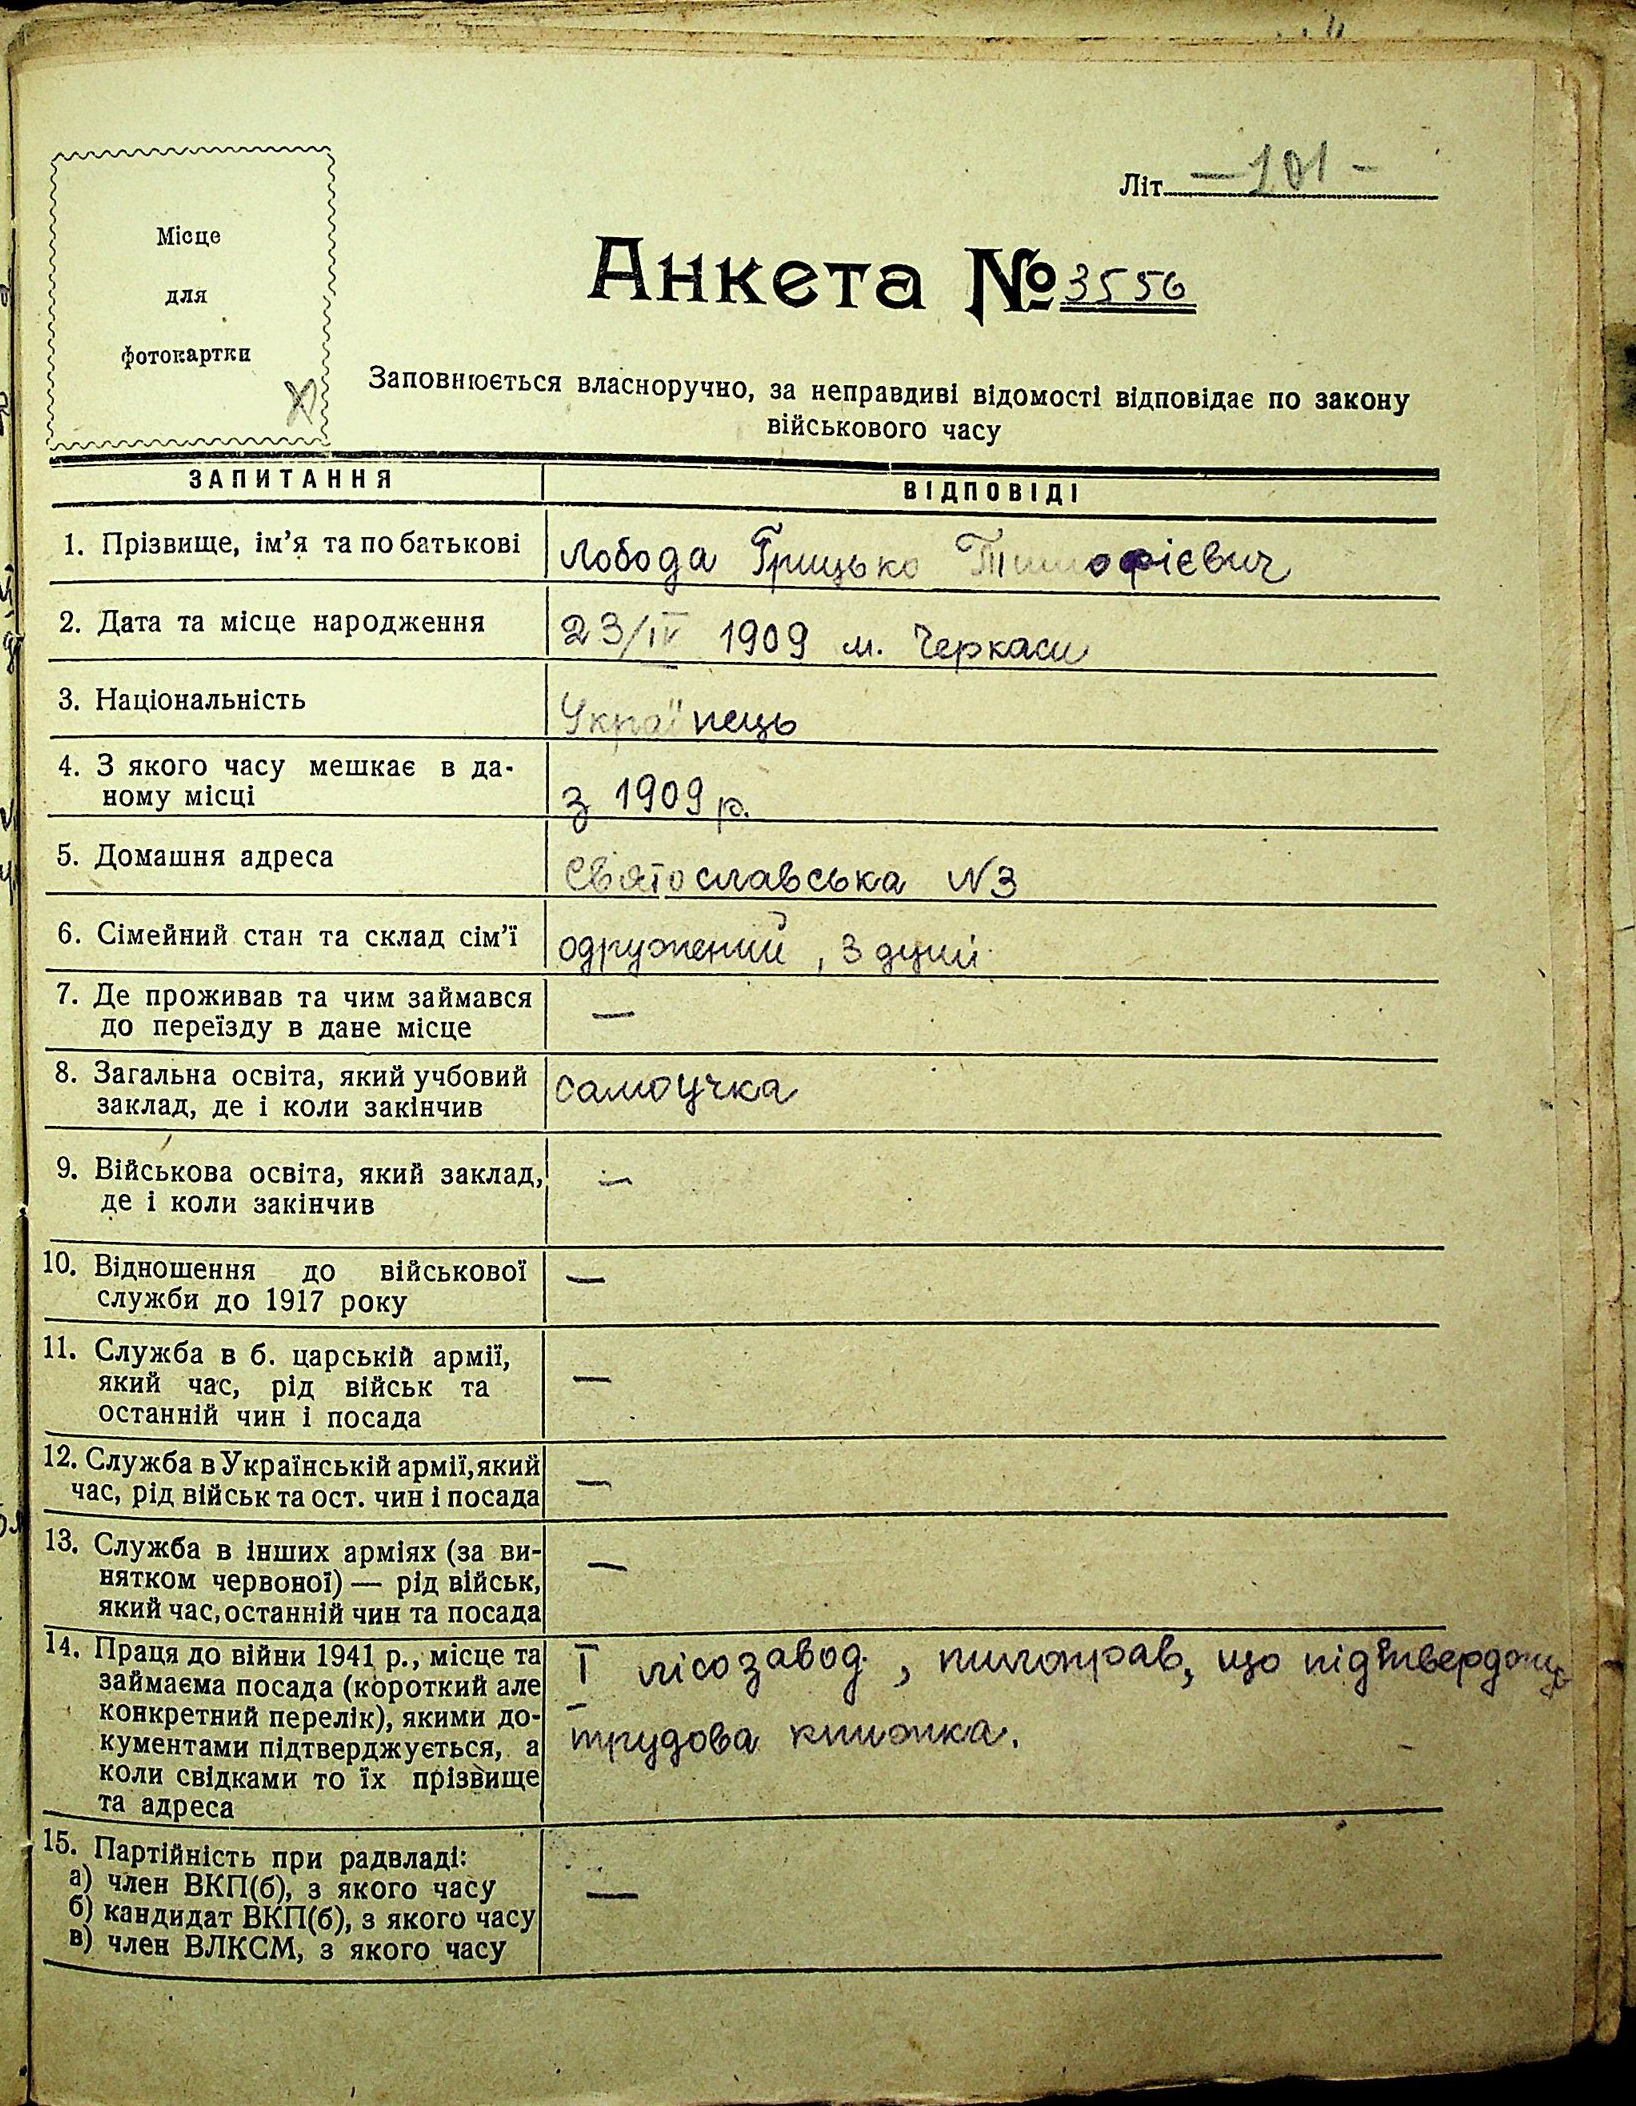 Літ. — 101 —
Місце
для
фотокартки
Анкета № 3556
Заповнюється власноручно, за неправдиві відомості відповідає по закону
військового часу
ЗАПИТАННЯ ВІДПОВІДІ
1. Прізвище, ім'я та по батькові Лобода Грицько Тимофієвич
2. Дата та місце народження 23/IV 1909 м. Черкаси
3. Національність Українець
4. З якого часу мешкає в да-
ному місці з 1909 р.
5. Домашня адреса Святославська N3
6. Сімейний стан та склад сім'ї одружений, 3 душі
7. Де проживав та чим займався —
до переїзду в дане місце
8. Загальна освіта, який учбовий самоучка
заклад, де і коли закінчив
9. Військова освіта, який заклад, —
де і коли закінчив
10. Відношення до військової —
служби до 1917 року
11. Служба в б. царській армії,
який час, рід військ та —
останній чин і посада
12. Служба в Українській армії, який —
час, рід військ та ост. чин і посада
13. Служба в інших арміях (за ви- —
нятком червоної) — рід військ,
який час, останній чин та посада
14. Праця до війни 1941 р., місце та І лісозавод, пилоправ, що підтверджує
займаєма посада (короткий але
конкретний перелік), якими до- трудова книжка.
кументами підтверджується, а
коли свідками то їх прізвище
та адреса
15. Партійність при радвладі:
а) член ВКП(б), з якого часу —
б) кандидат ВКП(б), з якого часу
в) член ВЛКСМ, з якого часу